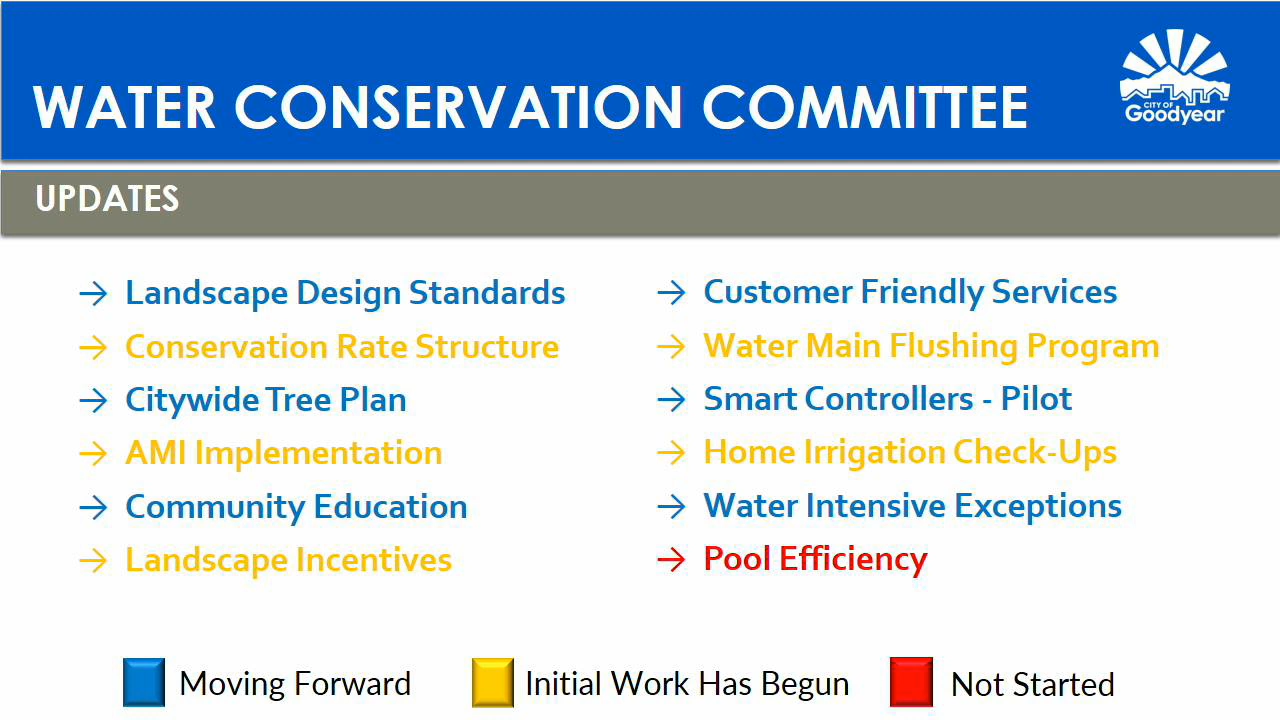 WATER CONSERVATION COMMITTEE
CITY OF
Goodyear
UPDATES
→ Landscape Design Standards
→ Conservation Rate Structure
→ Citywide Tree Plan
→ AMI Implementation
→ Community Education
→ Landscape Incentives
→ Customer Friendly Services
→ Water Main Flushing Program
→ Smart Controllers - Pilot
→ Home Irrigation Check-Ups
→ Water Intensive Exceptions
→ Pool Efficiency
Moving Forward
Initial Work Has Begun
Not Started